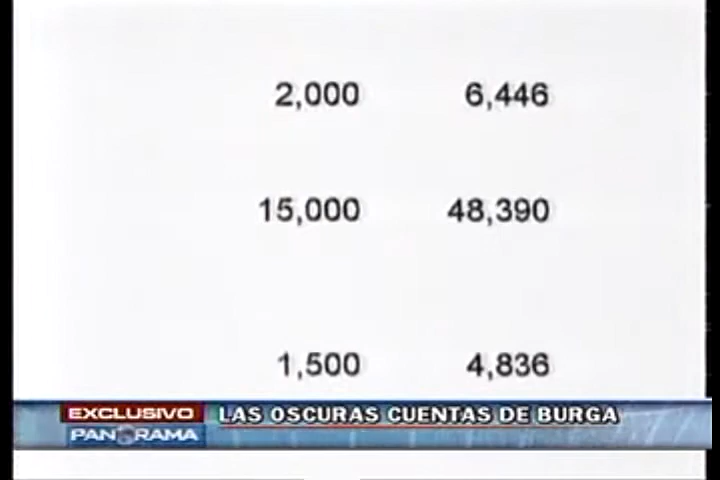 2,000 6,446
15,000 48,390
1,500 4,836
EXCLUSIVO LAS OSCURAS CUENTAS DE BURGA
PANORAMA